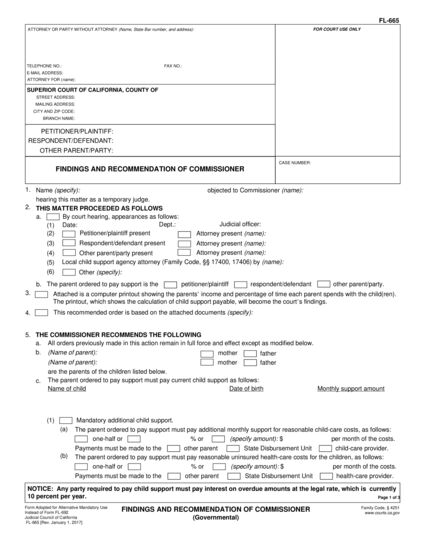 FL-665
ATTORNEY OR PARTY WITHOUT ATTORNEY (Name, State Bar number, and address):
FOR COURT USE ONLY
TELEPHONE NO.: FAX NO.:
E-MAIL ADDRESS:
ATTORNEY FOR (name):
SUPERIOR COURT OF CALIFORNIA, COUNTY OF
STREET ADDRESS:
MAILING ADDRESS:
CITY AND ZIP CODE:
BRANCH NAME:
PETITIONER/PLAINTIFF:
RESPONDENT/DEFENDANT:
OTHER PARENT/PARTY:
FINDINGS AND RECOMMENDATION OF COMMISSIONER
CASE NUMBER:
1. Name (specify): objected to Commissioner (name):
hearing this matter as a temporary judge.
2. THIS MATTER PROCEEDED AS FOLLOWS
a. By court hearing, appearances as follows:
(1) Date: Dept.: Judicial officer:
(2) Petitioner/plaintiff present Attorney present (name):
(3) Respondent/defendant present Attorney present (name):
(4) Other parent/party present Attorney present (name):
(5) Local child support agency attorney (Family Code, §§ 17400, 17406) by (name):
(6) Other (specify):
b. The parent ordered to pay support is the petitioner/plaintiff respondent/defendant other parent/party.
3. Attached is a computer printout showing the parents' income and percentage of time each parent spends with the child(ren).
The printout, which shows the calculation of child support payable, will become the court's findings.
4. This recommended order is based on the attached documents (specify):
5. THE COMMISSIONER RECOMMENDS THE FOLLOWING
a. All orders previously made in this action remain in full force and effect except as modified below.
b. (Name of parent): mother father
(Name of parent): mother father
are the parents of the children listed below.
c. The parent ordered to pay support must pay current child support as follows:
Name of child Date of birth Monthly support amount
(1) Mandatory additional child support.
(a) The parent ordered to pay support must pay additional monthly support for reasonable child-care costs, as follows:
one-half or % or (specify amount): $ per month of the costs.
Payments must be made to the other parent State Disbursement Unit child-care provider.
(b) The parent ordered to pay support must pay reasonable uninsured health-care costs for the children, as follows:
one-half or % or (specify amount): $ per month of the costs.
Payments must be made to the other parent State Disbursement Unit health-care provider.
NOTICE: Any party required to pay child support must pay interest on overdue amounts at the legal rate, which is currently
10 percent per year.
Page 1 of 3
Form Adopted for Alternative Mandatory Use
Instead of Form FL-692
Judicial Council of California
FL-665 [Rev. January 1, 2017]
FINDINGS AND RECOMMENDATION OF COMMISSIONER
(Governmental)
Family Code, § 4251
www.courts.ca.gov